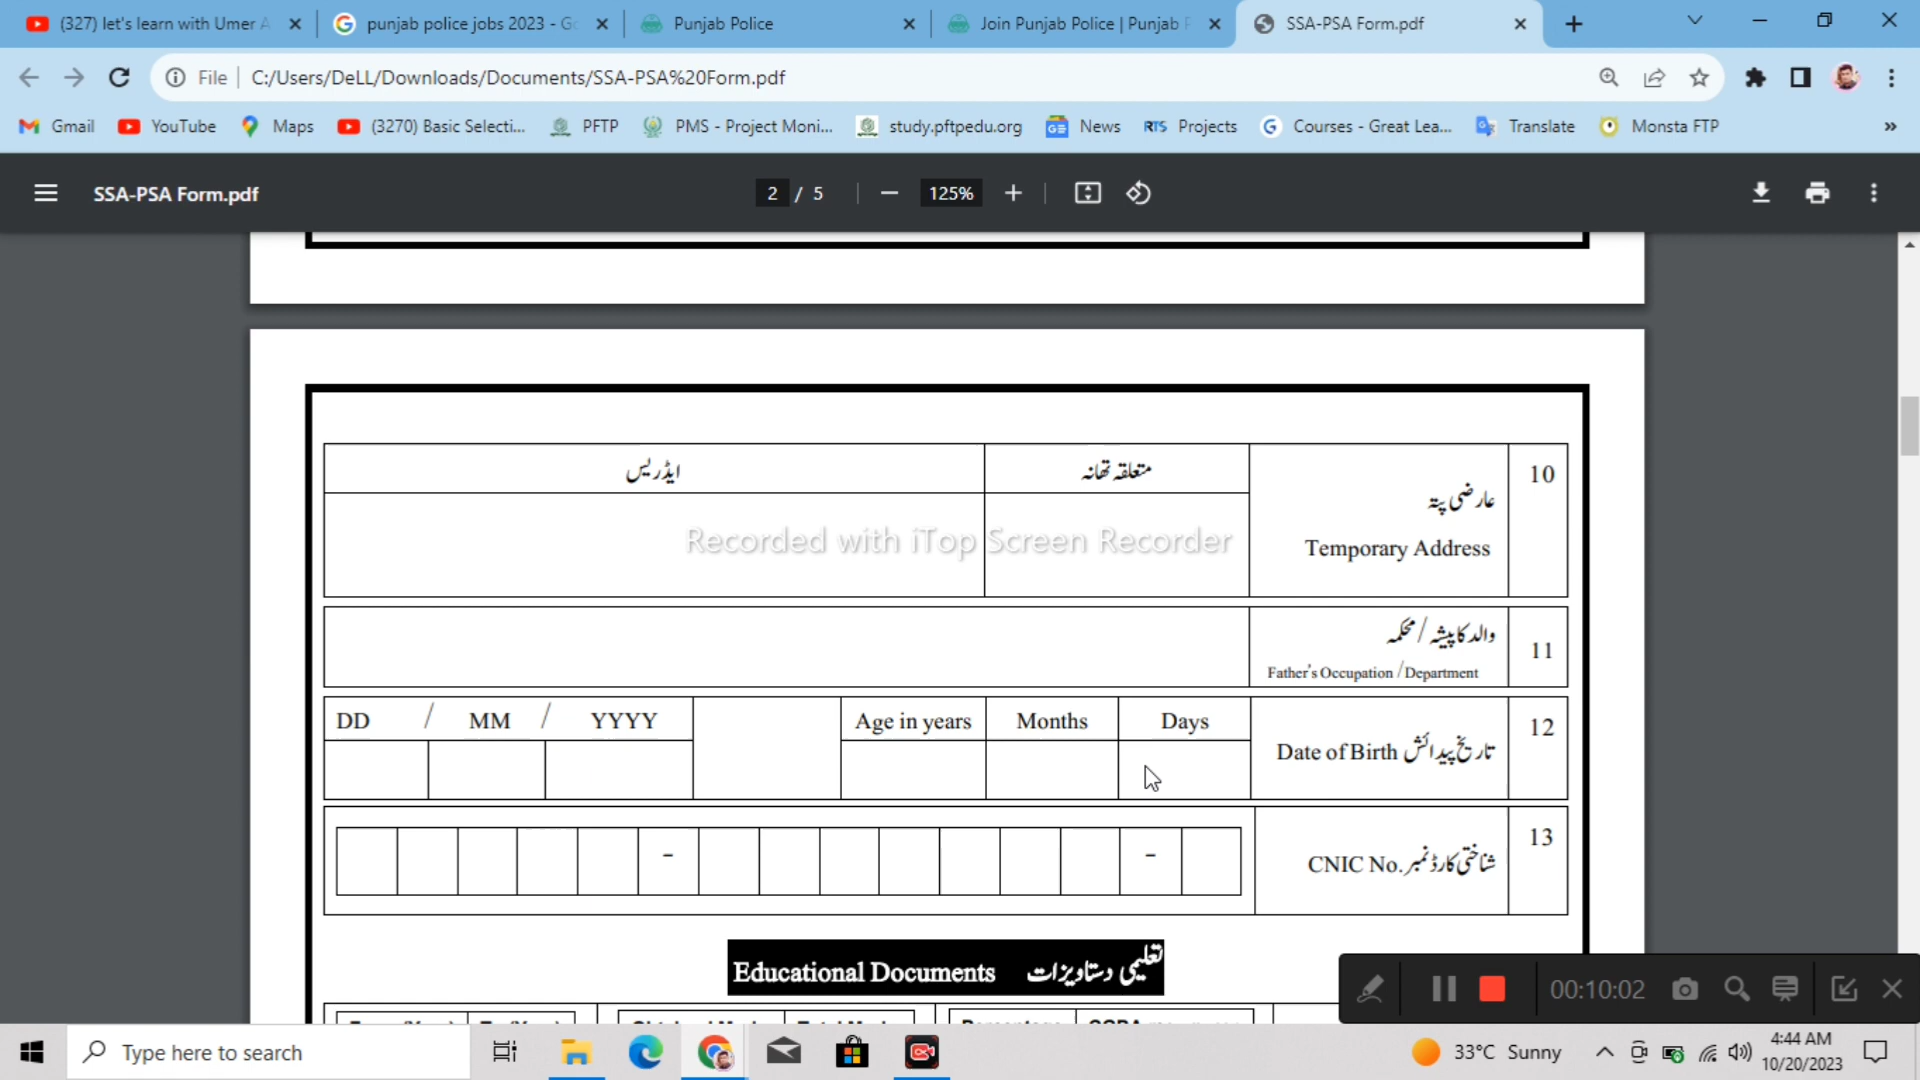 (327) let's learn with Umer A
punjab police jobs 2023 - Go
Punjab Police
Join Punjab Police | Punjab P
SSA-PSA Form.pdf
File
C:/Users/DeLL/Downloads/Documents/SSA-PSA%20Form.pdf
Gmail
YouTube
Maps
(3270) Basic Selecti...
PFTP
PMS - Project Moni...
study.pftpedu.org
News
RTS Projects
Courses - Great Lea...
Translate
Monsta FTP
»
SSA-PSA Form.pdf
2 / 5
125%
ایڈریس
متعلقہ تھانہ
عارضی پتہ
Temporary Address
10
Recorded with iTop Screen Recorder
والد کا پیشہ / محکمہ
Father's Occupation / Department
11
DD / MM / YYYY
Age in years
Months
Days
Date of Birth تاریخ پیدائش
12
- -
CNIC No. شناختی کارڈ نمبر
13
Educational Documents تعلیمی دستاویزات
00:10:02
Type here to search
33°C Sunny
4:44 AM
10/20/2023